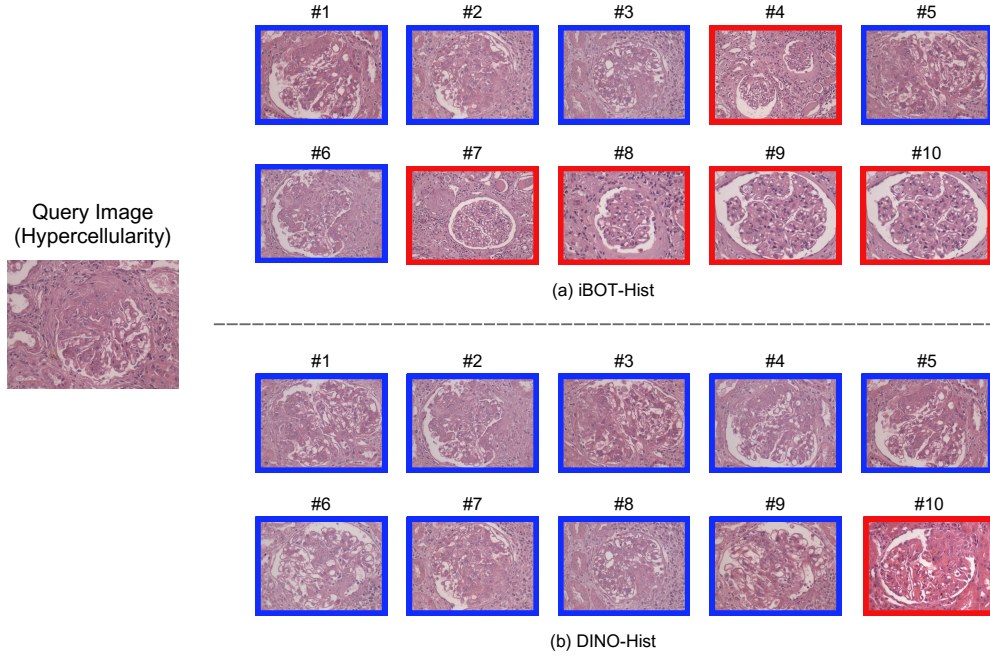 #1 #2 #3 #4 #5
#6 #7 #8 #9 #10
Query Image
(Hypercellularity)
(a) iBOT-Hist
#1 #2 #3 #4 #5
#6 #7 #8 #9 #10
(b) DINO-Hist